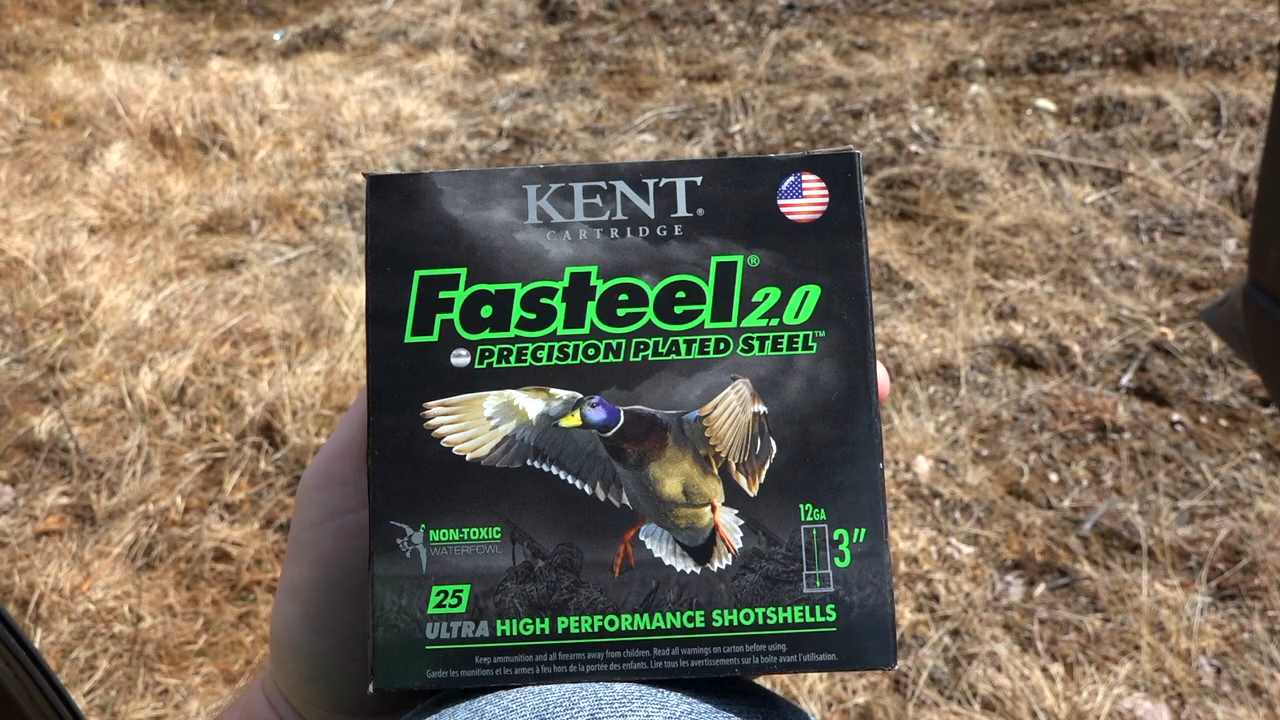 KENT®
CARTRIDGE
Fasteel® 2.0
PRECISION PLATED STEEL™
12GA
3"
NON-TOXIC
WATERFOWL
25
ULTRA HIGH PERFORMANCE SHOTSHELLS
Keep ammunition and all firearms away from children. Read all warnings on carton before using.
Garder les munitions et les armes à feu hors de la portée des enfants. Lire tous les avertissements sur la boîte avant l'utilisation.